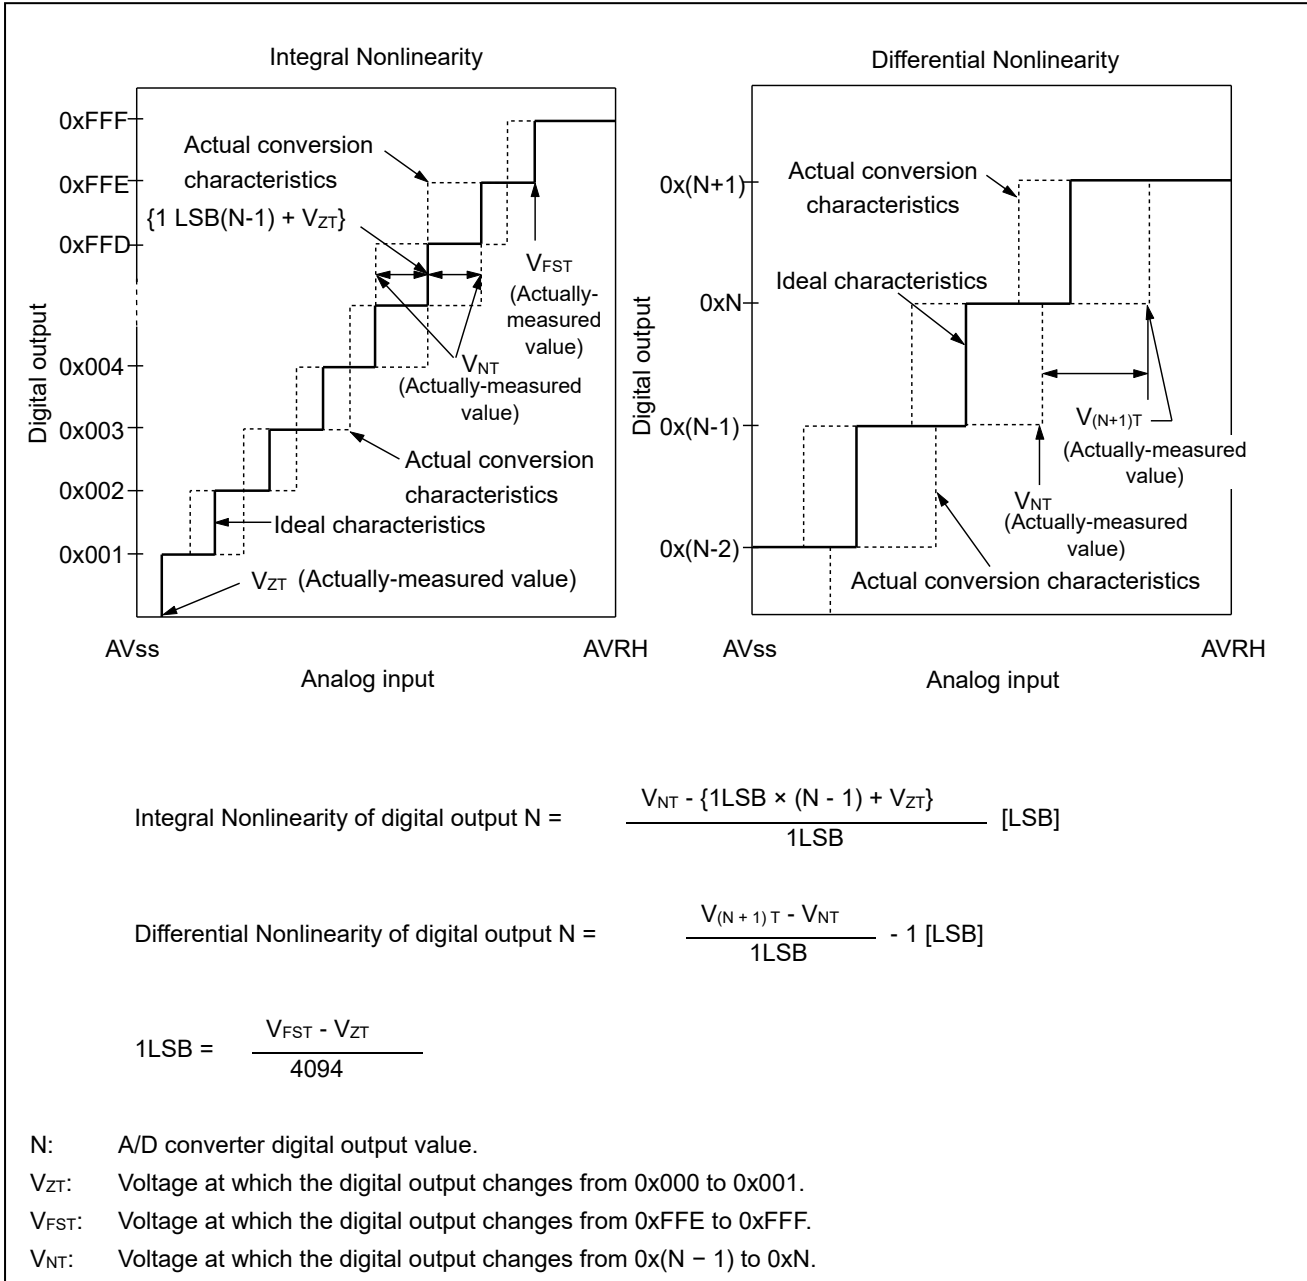 Integral Nonlinearity
0xFFF
0xFFE
0xFFD
0x004
0x003
0x002
0x001
Digital output
Actual conversion
characteristics
{1 LSB(N-1) + VZT}
VFST
(Actually-
measured
value)
VNT
(Actually-measured
value)
Actual conversion
characteristics
Ideal characteristics
VZT (Actually-measured value)
AVss
AVRH
Analog input
Differential Nonlinearity
0x(N+1)
0xN
0x(N-1)
0x(N-2)
Digital output
Actual conversion
characteristics
Ideal characteristics
V(N+1)T
(Actually-measured
value)
VNT
(Actually-measured
value)
Actual conversion characteristics
AVss
AVRH
Analog input
Integral Nonlinearity of digital output N = VNT - {1LSB × (N - 1) + VZT} / 1LSB [LSB]
Differential Nonlinearity of digital output N = V(N + 1) T - VNT / 1LSB - 1 [LSB]
1LSB = VFST - VZT / 4094
N: A/D converter digital output value.
VZT: Voltage at which the digital output changes from 0x000 to 0x001.
VFST: Voltage at which the digital output changes from 0xFFE to 0xFFF.
VNT: Voltage at which the digital output changes from 0x(N − 1) to 0xN.